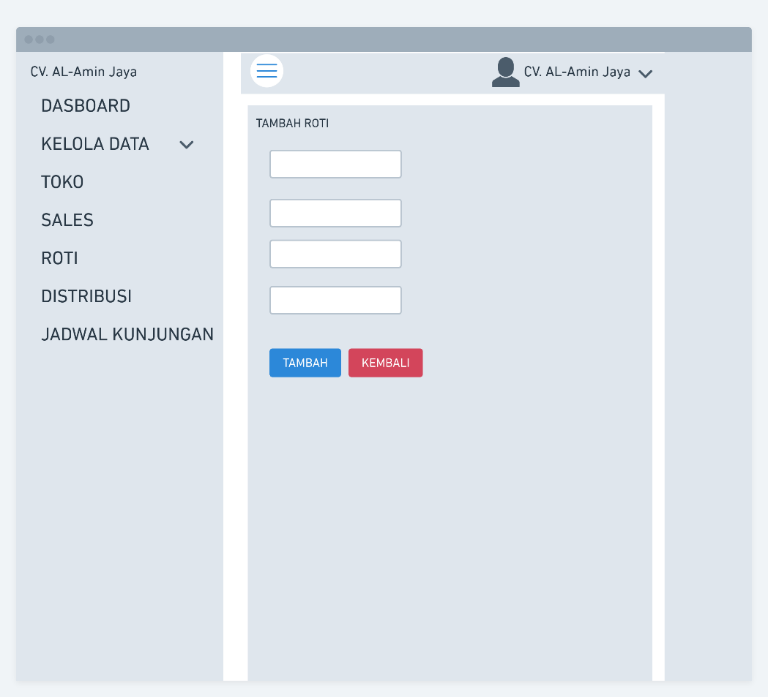 CV. AL-Amin Jaya
DASBOARD
KELOLA DATA
TOKO
SALES
ROTI
DISTRIBUSI
JADWAL KUNJUNGAN
CV. AL-Amin Jaya
TAMBAH ROTI
TAMBAH
KEMBALI